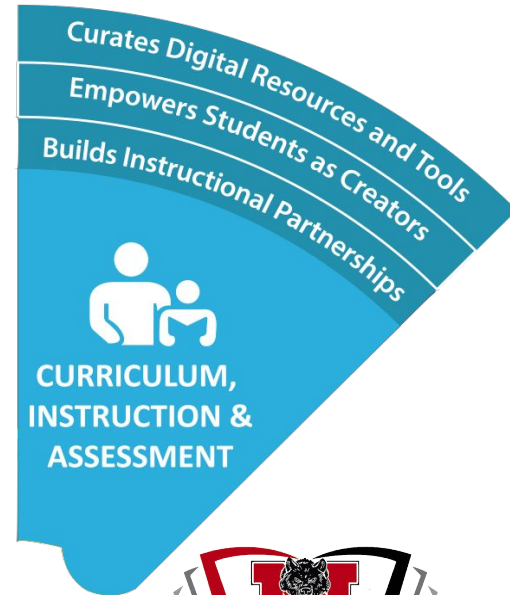 Curates Digital Resources and Tools
Empowers Students as Creators
Builds Instructional Partnerships
CURRICULUM,
INSTRUCTION &
ASSESSMENT